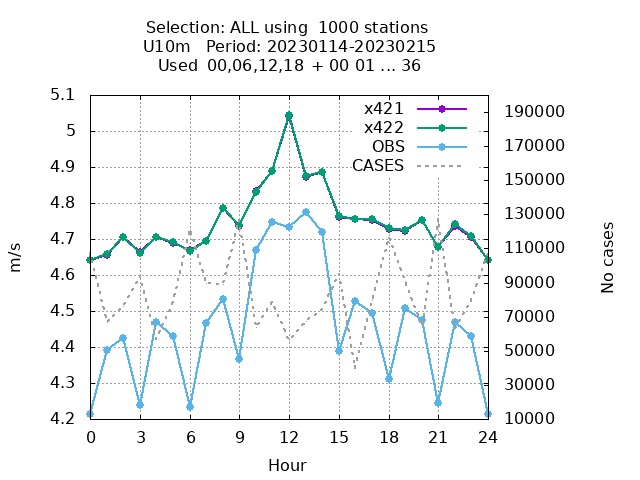 Selection: ALL using  1000 stations
U10m   Period: 20230114-20230215
Used  00,06,12,18  + 00 01 ... 36
5.1
5
4.9
4.8
4.7
4.6
4.5
4.4
4.3
4.2
m/s
x421
x422
OBS
CASES
190000
170000
150000
130000
110000
90000
70000
50000
30000
10000
No cases
0 3 6 9 12 15 18 21 24
Hour